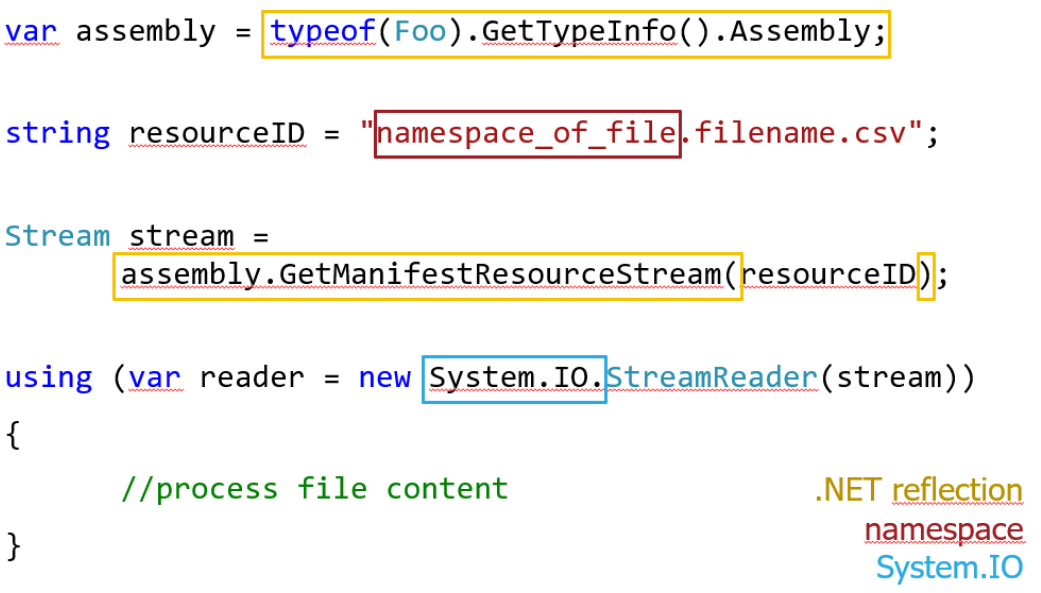 var assembly = typeof(Foo).GetTypeInfo().Assembly;
string resourceID = "namespace_of_file.filename.csv";
Stream stream =
assembly.GetManifestResourceStream(resourceID);
using (var reader = new System.IO.StreamReader(stream))
{
//process file content
}
.NET reflection
namespace
System.IO